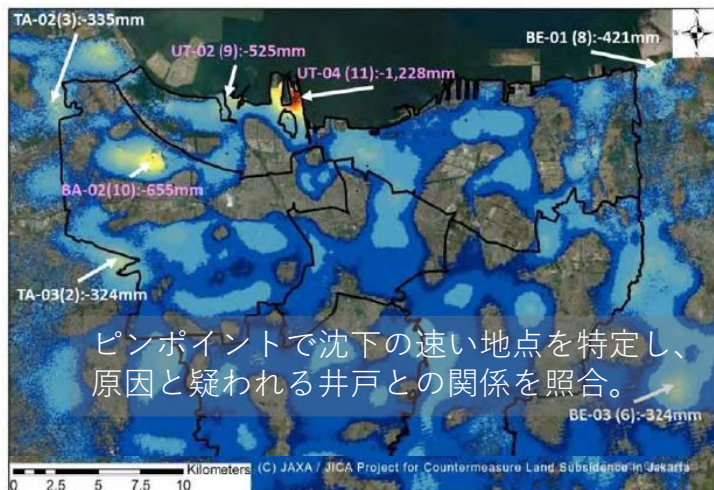 TA-02(3):-335mm
UT-02 (9):-525mm
BE-01 (8):-421mm
UT-04 (11):-1,228mm
BA-02(10):-655mm
TA-03(2):-324mm
ピンポイントで沈下の速い地点を特定し、
原因と疑われる井戸との関係を照合。
BE-03 (6):-324mm
Kilometers
(C) JAXA / JICA Project for Countermeasure Land Subsidence in Jakarta
0 2.5 5 7.5 10